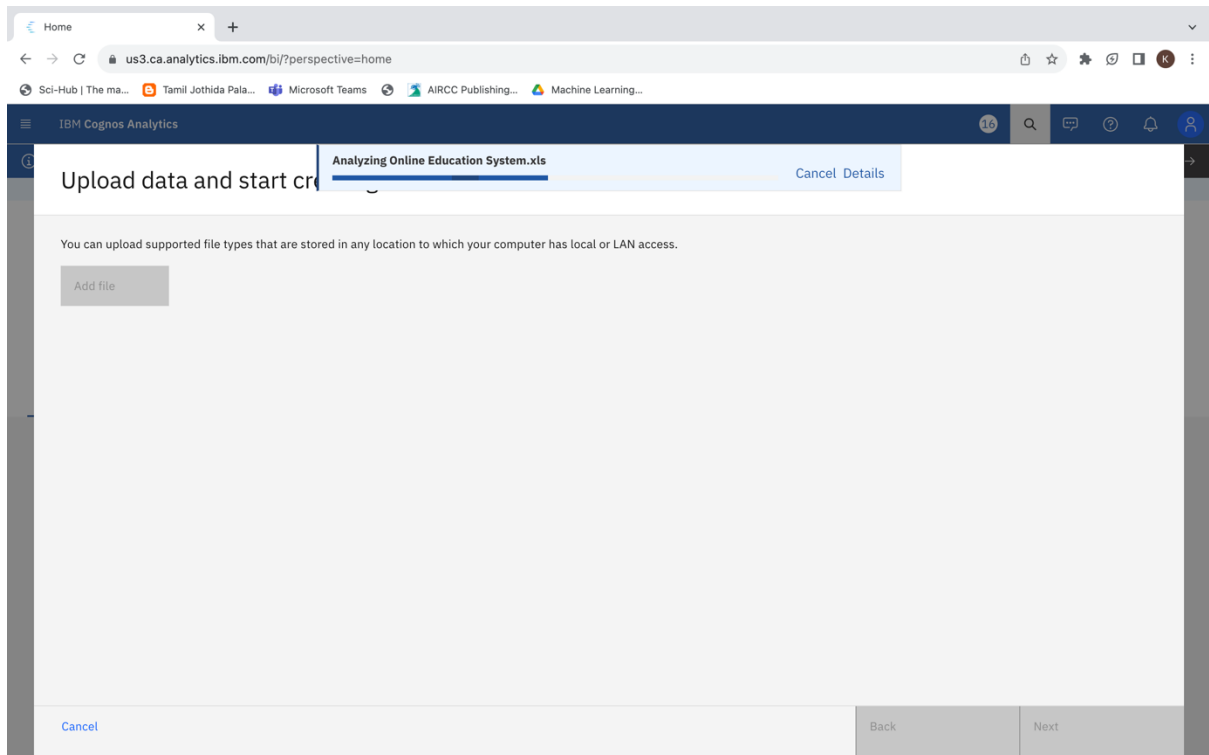 Home
us3.ca.analytics.ibm.com/bi/?perspective=home
Sci-Hub | The ma... Tamil Jothida Pala... Microsoft Teams AIRCC Publishing... Machine Learning...
K
IBM Cognos Analytics
16
Analyzing Online Education System.xls
Cancel Details
Upload data and start cre
You can upload supported file types that are stored in any location to which your computer has local or LAN access.
Add file
Cancel
Back
Next